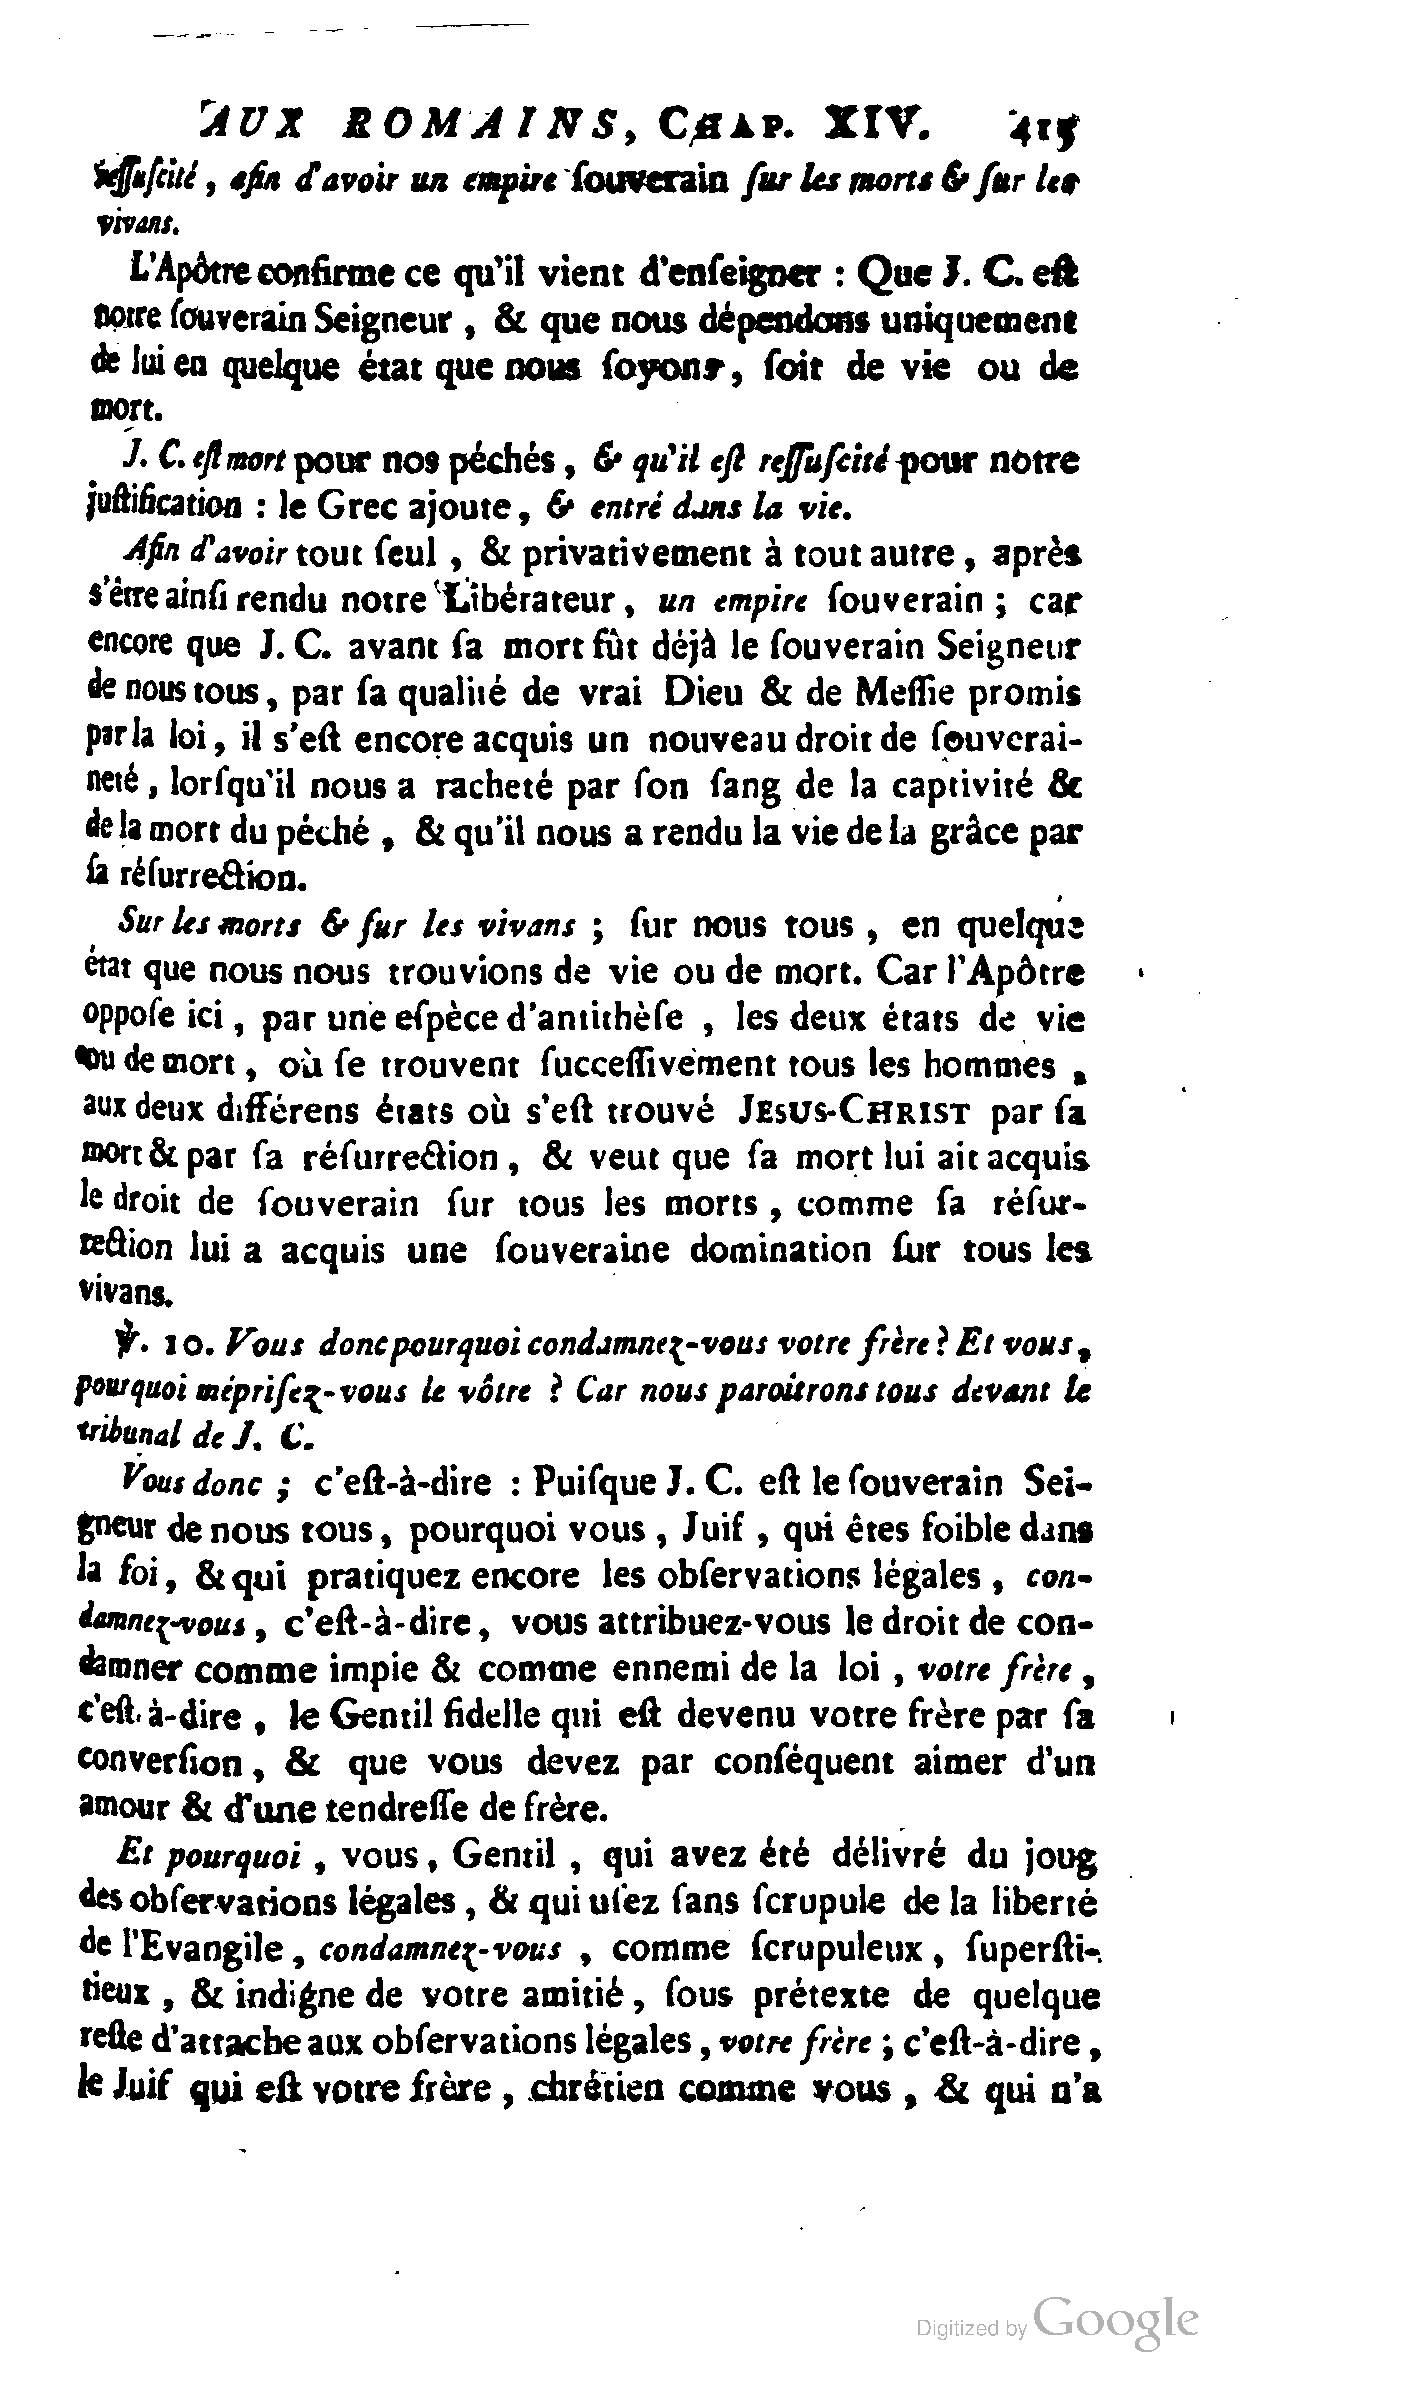 AUX ROMAINS, CHAP. XIV. 415
reſſuſcité, afin d'avoir un empire ſouverain ſur les morts & ſur les
vivans.
L'Apôtre confirme ce qu'il vient d'enſeigner : Que J. C. eſt
notre ſouverain Seigneur, & que nous dépendons uniquement
de lui en quelque état que nous ſoyons, ſoit de vie ou de
mort.
J. C. eſt mort pour nos péchés, & qu'il eſt reſſuſcité pour notre
juſtification : le Grec ajoute, & entré dans la vie.
Afin d'avoir tout ſeul, & privativement à tout autre, après
s'être ainſi rendu notre Libérateur, un empire ſouverain ; car
encore que J. C. avant ſa mort fût déjà le ſouverain Seigneur
de nous tous, par ſa qualité de vrai Dieu & de Meſſie promis
par la loi, il s'eſt encore acquis un nouveau droit de ſouverai-
neté, lorſqu'il nous a racheté par ſon ſang de la captivité &
de la mort du péché, & qu'il nous a rendu la vie de la grâce par
ſa réſurrection.
Sur les morts & ſur les vivans ; ſur nous tous, en quelque
état que nous nous trouvions de vie ou de mort. Car l'Apôtre
oppoſe ici, par une eſpèce d'antithèſe, les deux états de vie
ou de mort, où ſe trouvent ſucceſſivement tous les hommes,
aux deux différens états où s'eſt trouvé JESUS-CHRIST par ſa
mort & par ſa réſurrection, & veut que ſa mort lui ait acquis
le droit de ſouverain ſur tous les morts, comme ſa réſur-
rection lui a acquis une ſouveraine domination ſur tous les
vivans.
℣. 10. Vous donc pourquoi condamnez-vous votre frère ? Et vous,
pourquoi mépriſez-vous le vôtre ? Car nous paroîtrons tous devant le
tribunal de J. C.
Vous donc ; c'eſt-à-dire : Puiſque J. C. eſt le ſouverain Sei-
gneur de nous tous, pourquoi vous, Juif, qui êtes foible dans
la foi, & qui pratiquez encore les obſervations légales, con-
damnez-vous, c'eſt-à-dire, vous attribuez-vous le droit de con-
damner comme impie & comme ennemi de la loi, votre frère,
c'eſt-à-dire, le Gentil fidelle qui eſt devenu votre frère par ſa
converſion, & que vous devez par conſéquent aimer d'un
amour & d'une tendreſſe de frère.
Et pourquoi, vous, Gentil, qui avez été délivré du joug
des obſervations légales, & qui uſez ſans ſcrupule de la liberté
de l'Evangile, condamnez-vous, comme ſcrupuleux, ſuperſti-
tieux, & indigne de votre amitié, ſous prétexte de quelque
reſte d'attache aux obſervations légales, votre frère ; c'eſt-à-dire,
le Juif qui eſt votre frère, chrétien comme vous, & qui n'a
Digitized by Google